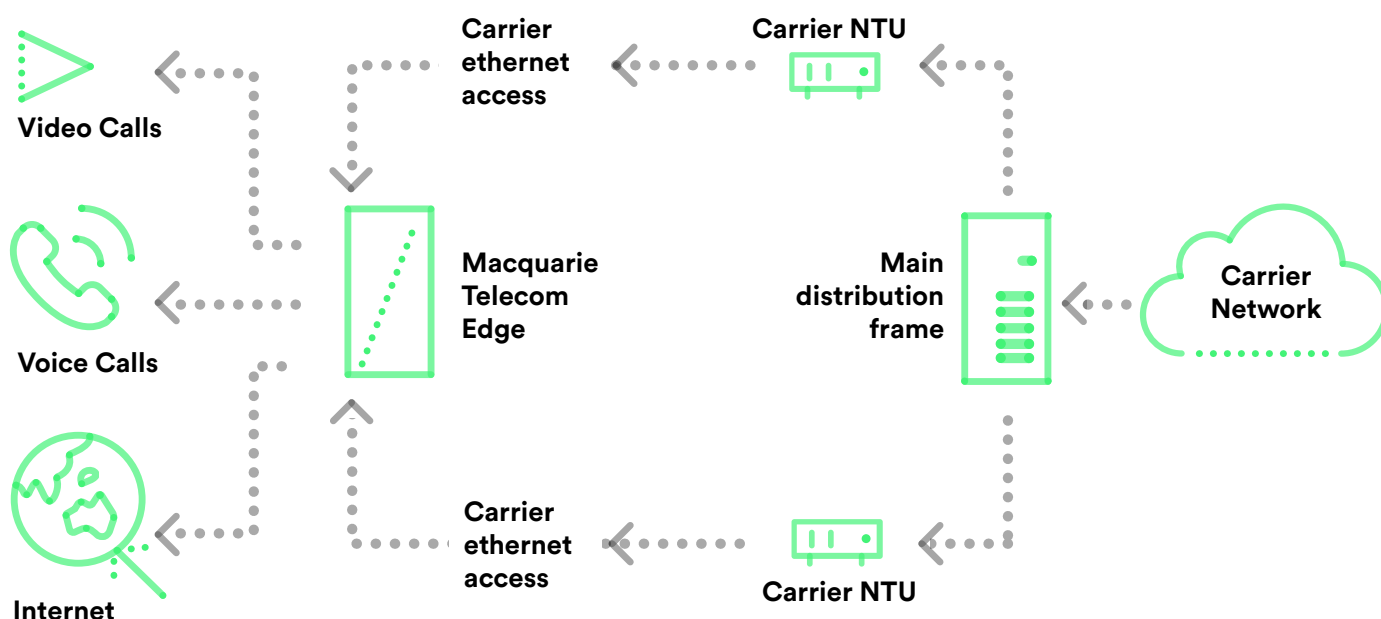 Carrier
ethernet
access
Carrier NTU
Video Calls
Macquarie
Telecom
Edge
Main
distribution
frame
Carrier
Network
Voice Calls
Carrier
ethernet
access
Carrier NTU
Internet